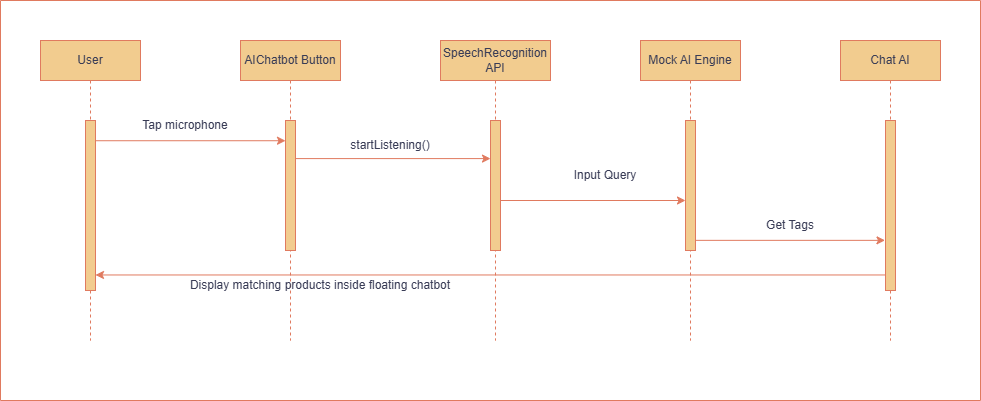 User
AIChatbot Button
SpeechRecognition
API
Mock AI Engine
Chat AI
Tap microphone
startListening()
Input Query
Get Tags
Display matching products inside floating chatbot